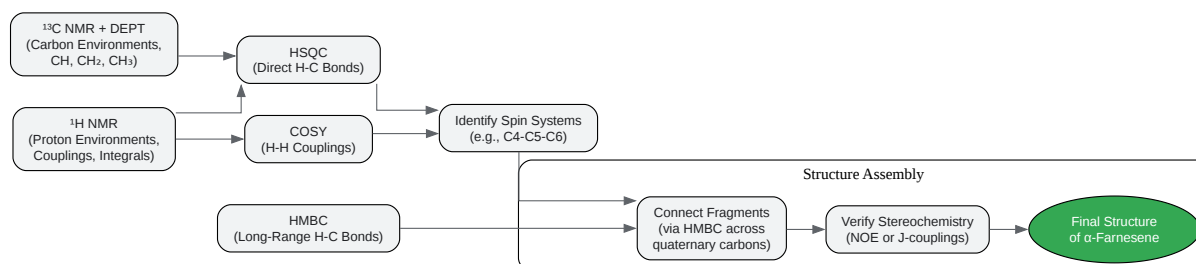 ¹³C NMR + DEPT
(Carbon Environments,
CH, CH₂, CH₃)
HSQC
(Direct H-C Bonds)
¹H NMR
(Proton Environments,
Couplings, Integrals)
COSY
(H-H Couplings)
Identify Spin Systems
(e.g., C4-C5-C6)
Structure Assembly
HMBC
(Long-Range H-C Bonds)
Connect Fragments
(via HMBC across
quaternary carbons)
Verify Stereochemistry
(NOE or J-couplings)
Final Structure
of α-Farnesene